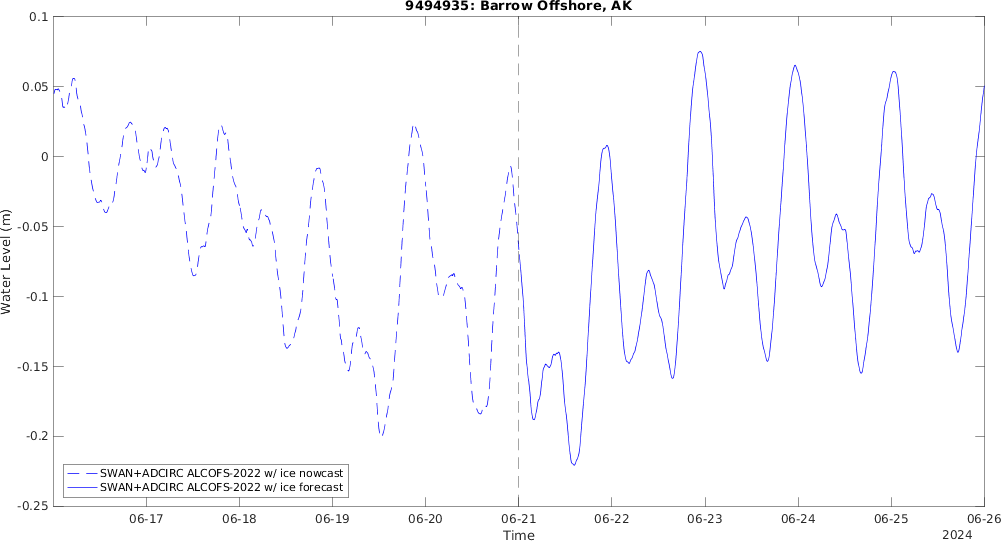 9494935: Barrow Offshore, AK
0.1
0.05
0
-0.05
-0.1
-0.15
-0.2
-0.25
Water Level (m)
SWAN+ADCIRC ALCOFS-2022 w/ ice nowcast
SWAN+ADCIRC ALCOFS-2022 w/ ice forecast
06-17 06-18 06-19 06-20 06-21 06-22 06-23 06-24 06-25 06-26
Time
2024